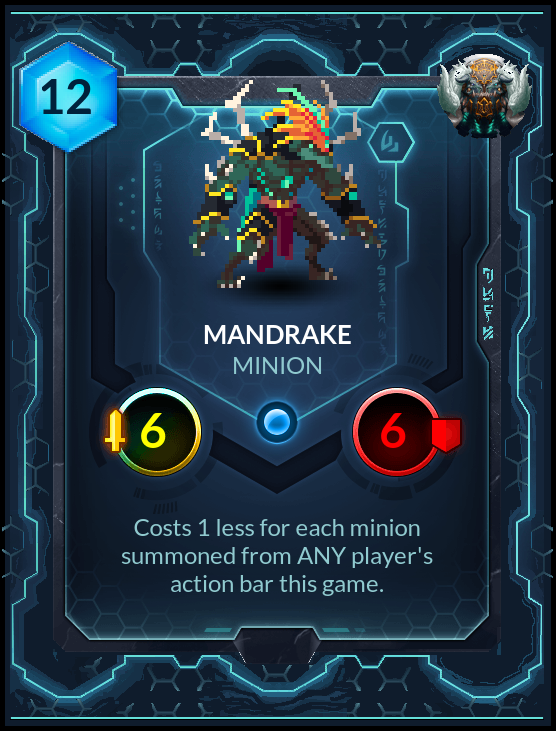 12
MANDRAKE
MINION
6
6
Costs 1 less for each minion
summoned from ANY player's
action bar this game.